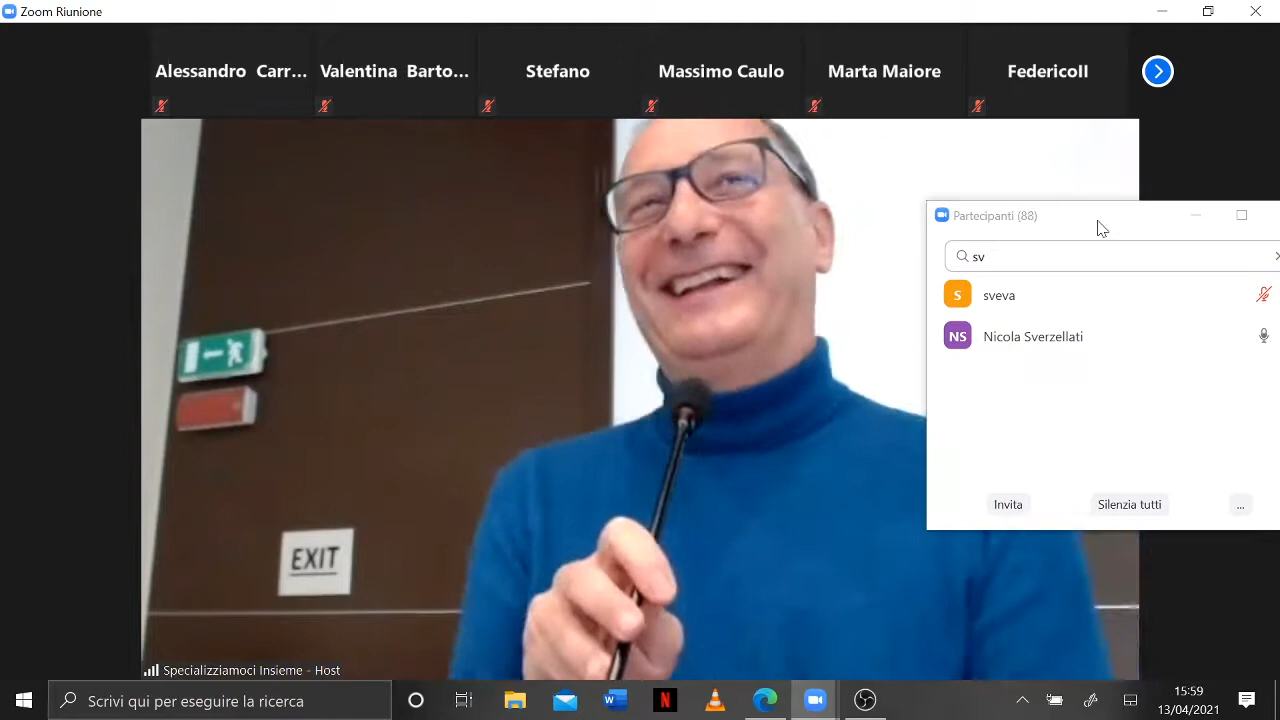 Zoom Riunione
Alessandro Carr...
Valentina Barto...
Stefano
Massimo Caulo
Marta Maiore
FedericoII
Partecipanti (88)
sv
S sveva
NS Nicola Sverzellati
Invita
Silenzia tutti
...
EXIT
Specializziamoci Insieme - Host
Scrivi qui per eseguire la ricerca
W
N
15:59
13/04/2021